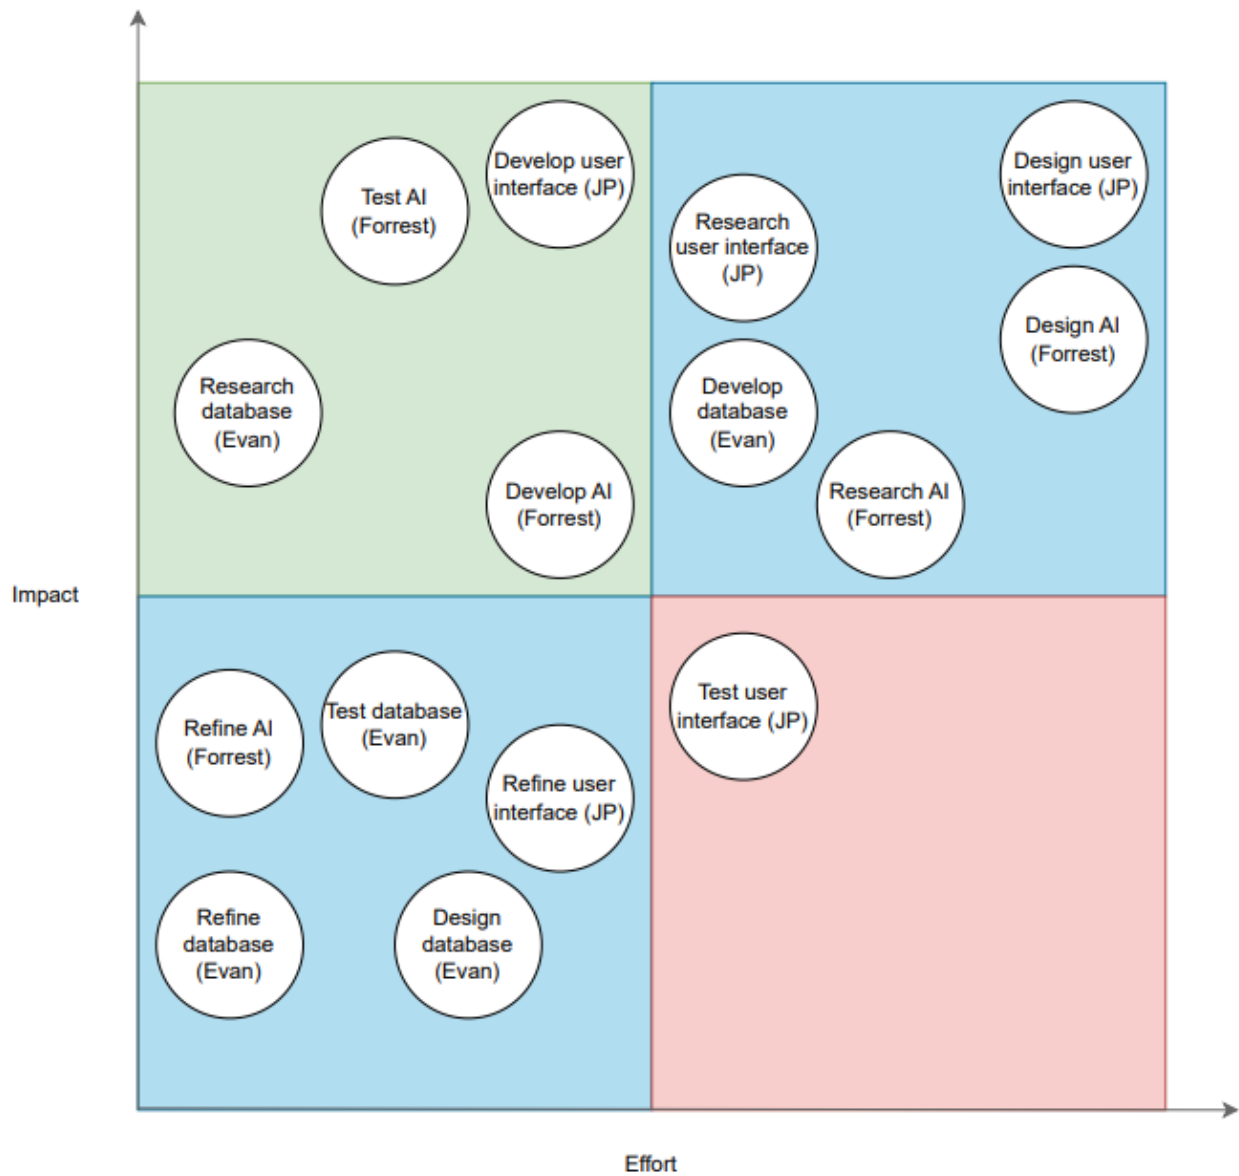 Develop user
interface (JP)
Test AI
(Forrest)
Design user
interface (JP)
Research
user interface
(JP)
Design AI
(Forrest)
Research
database
(Evan)
Develop
database
(Evan)
Develop AI
(Forrest)
Research AI
(Forrest)
Impact
Refine AI
(Forrest)
Test database
(Evan)
Test user
interface (JP)
Refine user
interface (JP)
Refine
database
(Evan)
Design
database
(Evan)
Effort